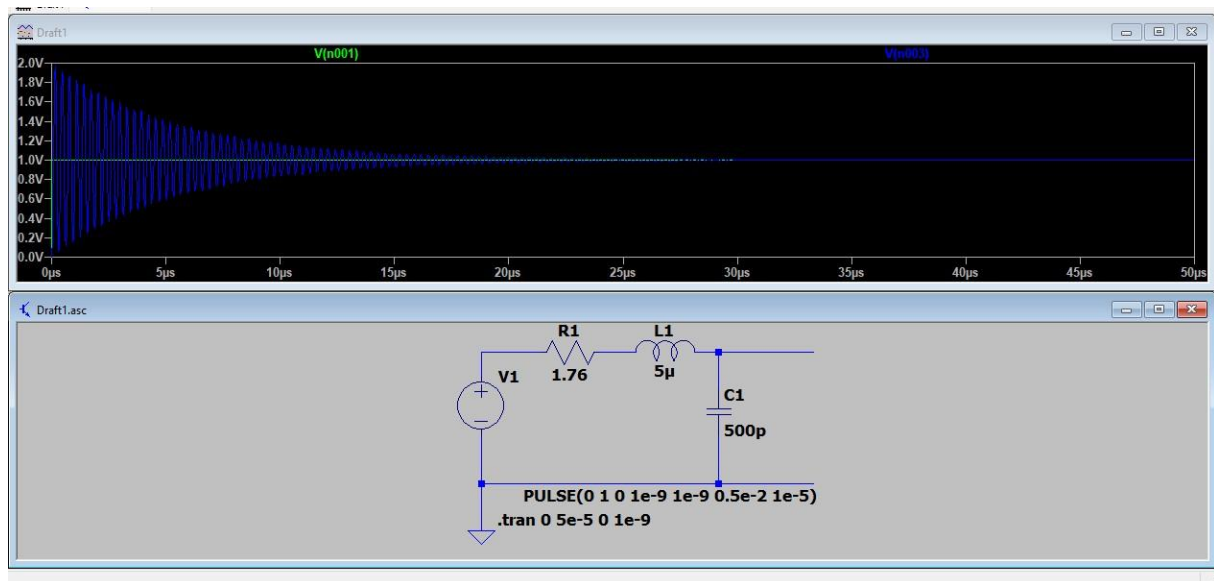 Draft1
V(n001) V(n003)
2.0V
1.8V
1.6V
1.4V
1.2V
1.0V
0.8V
0.6V
0.4V
0.2V
0.0V
0µs 5µs 10µs 15µs 20µs 25µs 30µs 35µs 40µs 45µs 50µs
Draft1.asc
R1 L1
V1 1.76 5µ
C1
500p
PULSE(0 1 0 1e-9 1e-9 0.5e-2 1e-5)
.tran 0 5e-5 0 1e-9